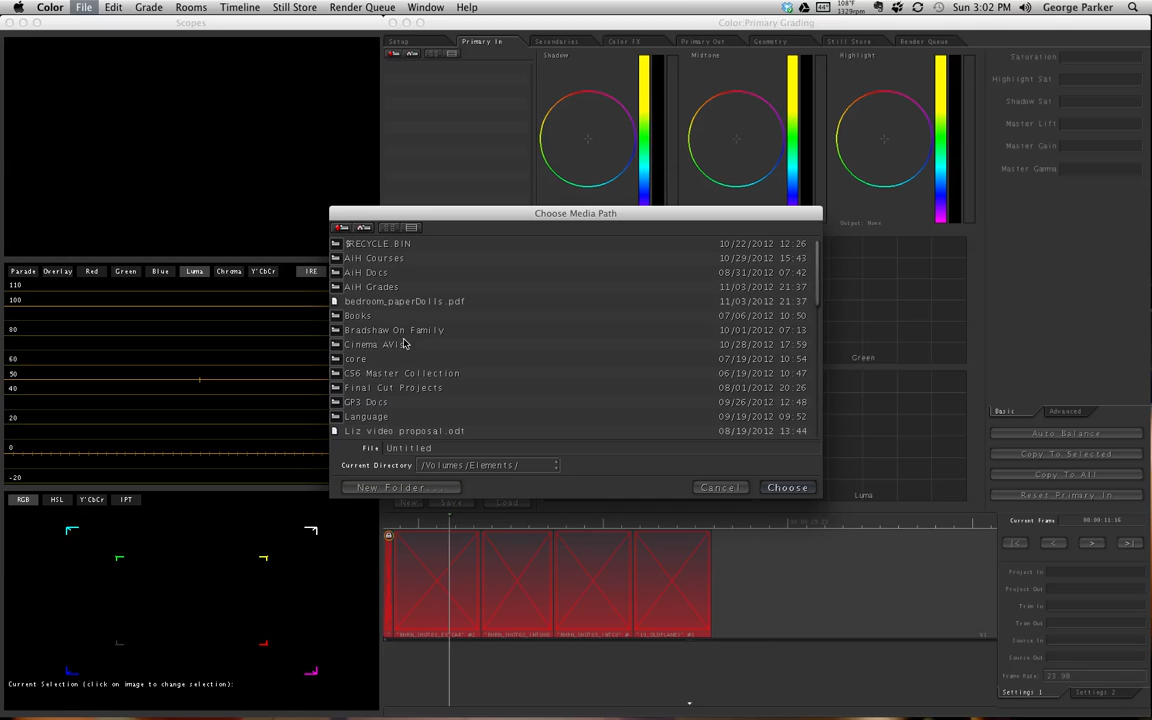 Color File Edit Grade Rooms Timeline Still Store Render Queue Window Help
44° 108°F 1329rpm Sun 3:02 PM George Parker
Scopes
Color:Primary Grading
Setup Primary In Secondaries Color FX Primary Out Geometry Still Store Render Queue
Shadow Midtone Highlight
Saturation
Highlight Sat
Shadow Sat
Master Lift
Master Gain
Master Gamma
Choose Media Path
Output: None
$RECYCLE.BIN 10/22/2012 12:26
AiH Courses 10/29/2012 15:43
AiH Docs 08/31/2012 07:42
AiH Grades 11/03/2012 21:37
bedroom_paperDolls.pdf 11/03/2012 21:37
Books 07/06/2012 10:50
Bradshaw On Family 10/01/2012 07:13
Cinema AVIs 10/28/2012 17:59
core 07/19/2012 10:54
CS6 Master Collection 06/19/2012 10:47
Final Cut Projects 08/01/2012 20:26
GP3 Docs 09/26/2012 12:48
Language 09/19/2012 09:52
Liz video proposal.odt 08/19/2012 13:44
File Untitled
Current Directory /Volumes/Elements/
New Folder... Cancel Choose
Parade Overlay Red Green Blue Luma Chroma Y'CbCr IRE
110
100
80
60
50
40
20
0
-20
Green
Luma
Basic Advanced
Auto Balance
Copy To Selected
Copy To All
Reset Primary In
RGB HSL Y'CbCr IPT
New Save Load
Current Frame 00:00:11:16
|< < > >|
Project In
Project Out
Trim In
Trim Out
Source In
Source Out
Frame Rate: 23.98
V1
Current Selection (click on image to change selection):
Settings 1 Settings 2